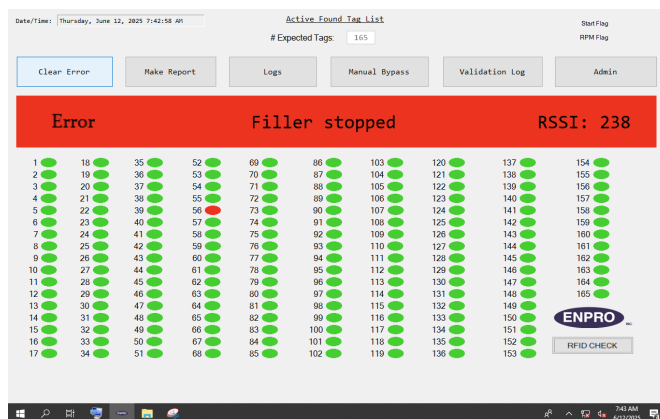 Date/Time: Thursday, June 12, 2025 7:42:58 AM
Active Found Tag List
Start Flag
# Expected Tags: 165
RPM Flag
Clear Error Make Report Logs Manual Bypass Validation Log Admin
Error Filler stopped RSSI: 238
1 18 35 52 69 86 103 120 137 154
2 19 36 53 70 87 104 121 138 155
3 20 37 54 71 88 105 122 139 156
4 21 38 55 72 89 106 123 140 157
5 22 39 56 73 90 107 124 141 158
6 23 40 57 74 91 108 125 142 159
7 24 41 58 75 92 109 126 143 160
8 25 42 59 76 93 110 127 144 161
9 26 43 60 77 94 111 128 145 162
10 27 44 61 78 95 112 129 146 163
11 28 45 62 79 96 113 130 147 164
12 29 46 63 80 97 114 131 148 165
13 30 47 64 81 98 115 132 149
14 31 48 65 82 99 116 133 150
15 32 49 66 83 100 117 134 151
16 33 50 67 84 101 118 135 152
17 34 51 68 85 102 119 136 153
ENPRO INC
RFID CHECK
7:43 AM
6/12/2025